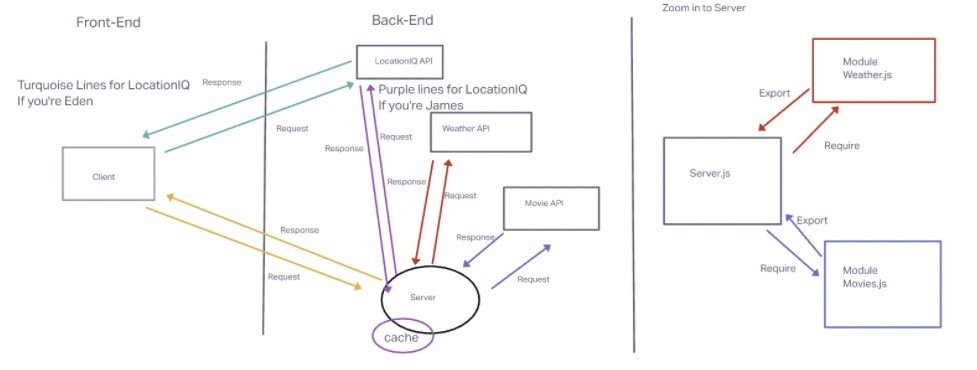 Front-End
Back-End
Zoom in to Server
Turquoise Lines for LocationIQ
If you're Eden
Response
Request
LocationIQ API
Purple lines for LocationIQ
If you're James
Request
Response
Weather API
Response
Request
Movie API
Response
Request
Client
Response
Request
Server
cache
Module
Weather.js
Export
Require
Server.js
Export
Require
Module
Movies.js